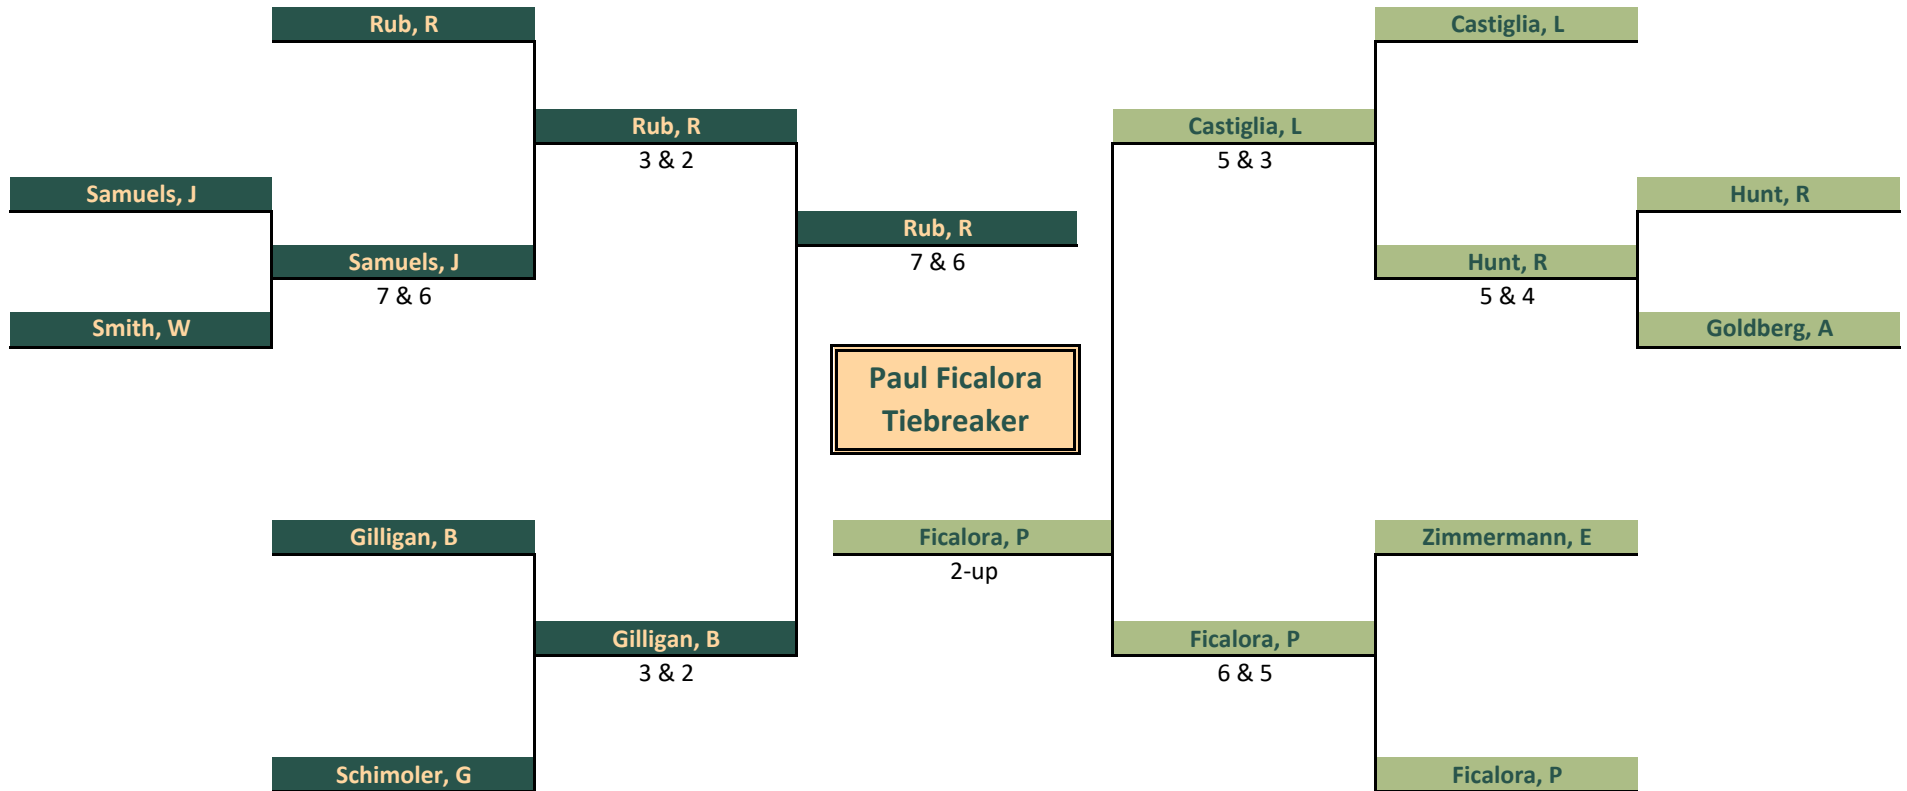 Rub, R
Castiglia, L
Rub, R
Castiglia, L
3 & 2
5 & 3
Samuels, J
Hunt, R
Rub, R
Samuels, J
7 & 6
Hunt, R
7 & 6
5 & 4
Smith, W
Goldberg, A
Paul Ficalora
Tiebreaker
Gilligan, B
Ficalora, P
Zimmermann, E
2-up
Gilligan, B
Ficalora, P
3 & 2
6 & 5
Schimoler, G
Ficalora, P